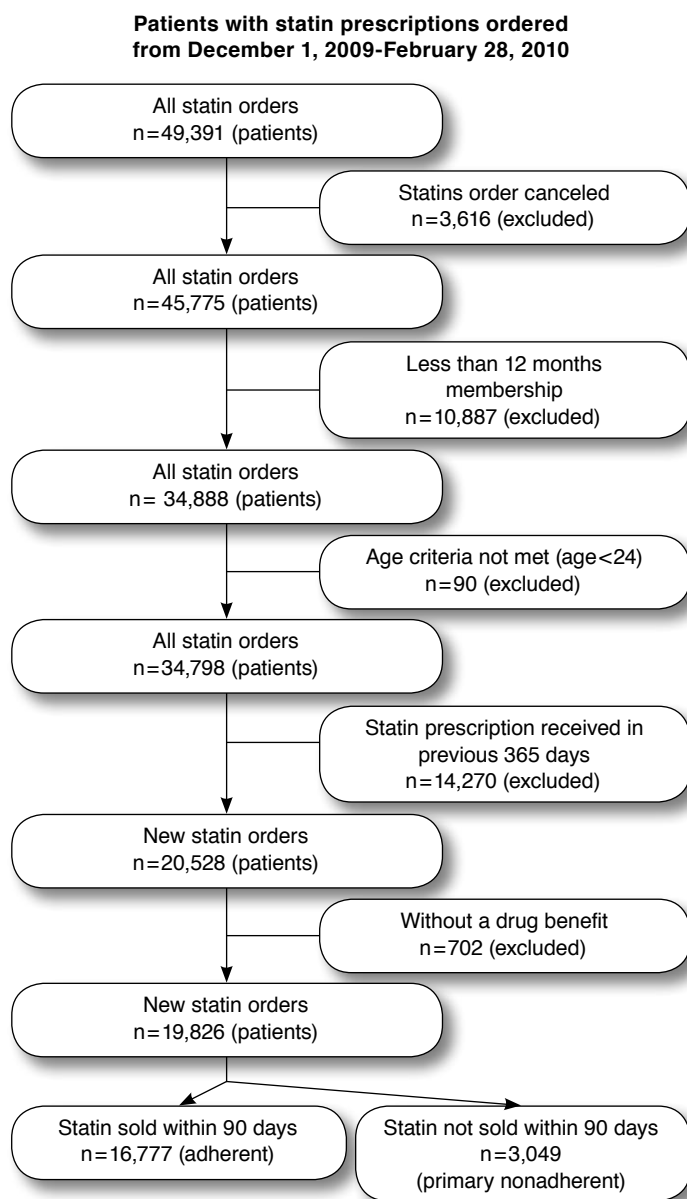 Patients with statin prescriptions ordered
from December 1, 2009-February 28, 2010
All statin orders
n=49,391 (patients)
Statins order canceled
n=3,616 (excluded)
All statin orders
n=45,775 (patients)
Less than 12 months
membership
n=10,887 (excluded)
All statin orders
n= 34,888 (patients)
Age criteria not met (age<24)
n=90 (excluded)
All statin orders
n=34,798 (patients)
Statin prescription received in
previous 365 days
n=14,270 (excluded)
New statin orders
n=20,528 (patients)
Without a drug benefit
n=702 (excluded)
New statin orders
n=19,826 (patients)
Statin sold within 90 days
n=16,777 (adherent)
Statin not sold within 90 days
n=3,049
(primary nonadherent)